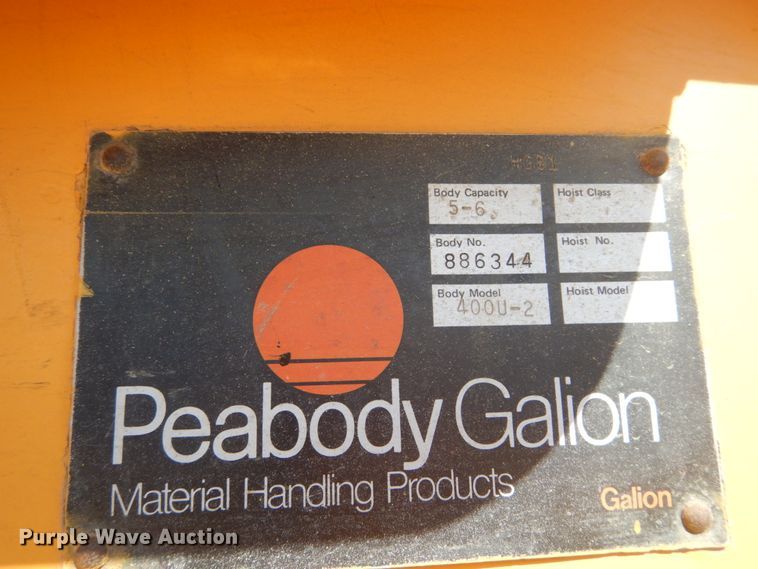 Body Capacity
5-6
Hoist Class
Body No.
886344
Hoist No.
Body Model
400U-2
Hoist Model
Peabody Galion
Material Handling Products
Galion
Purple Wave Auction